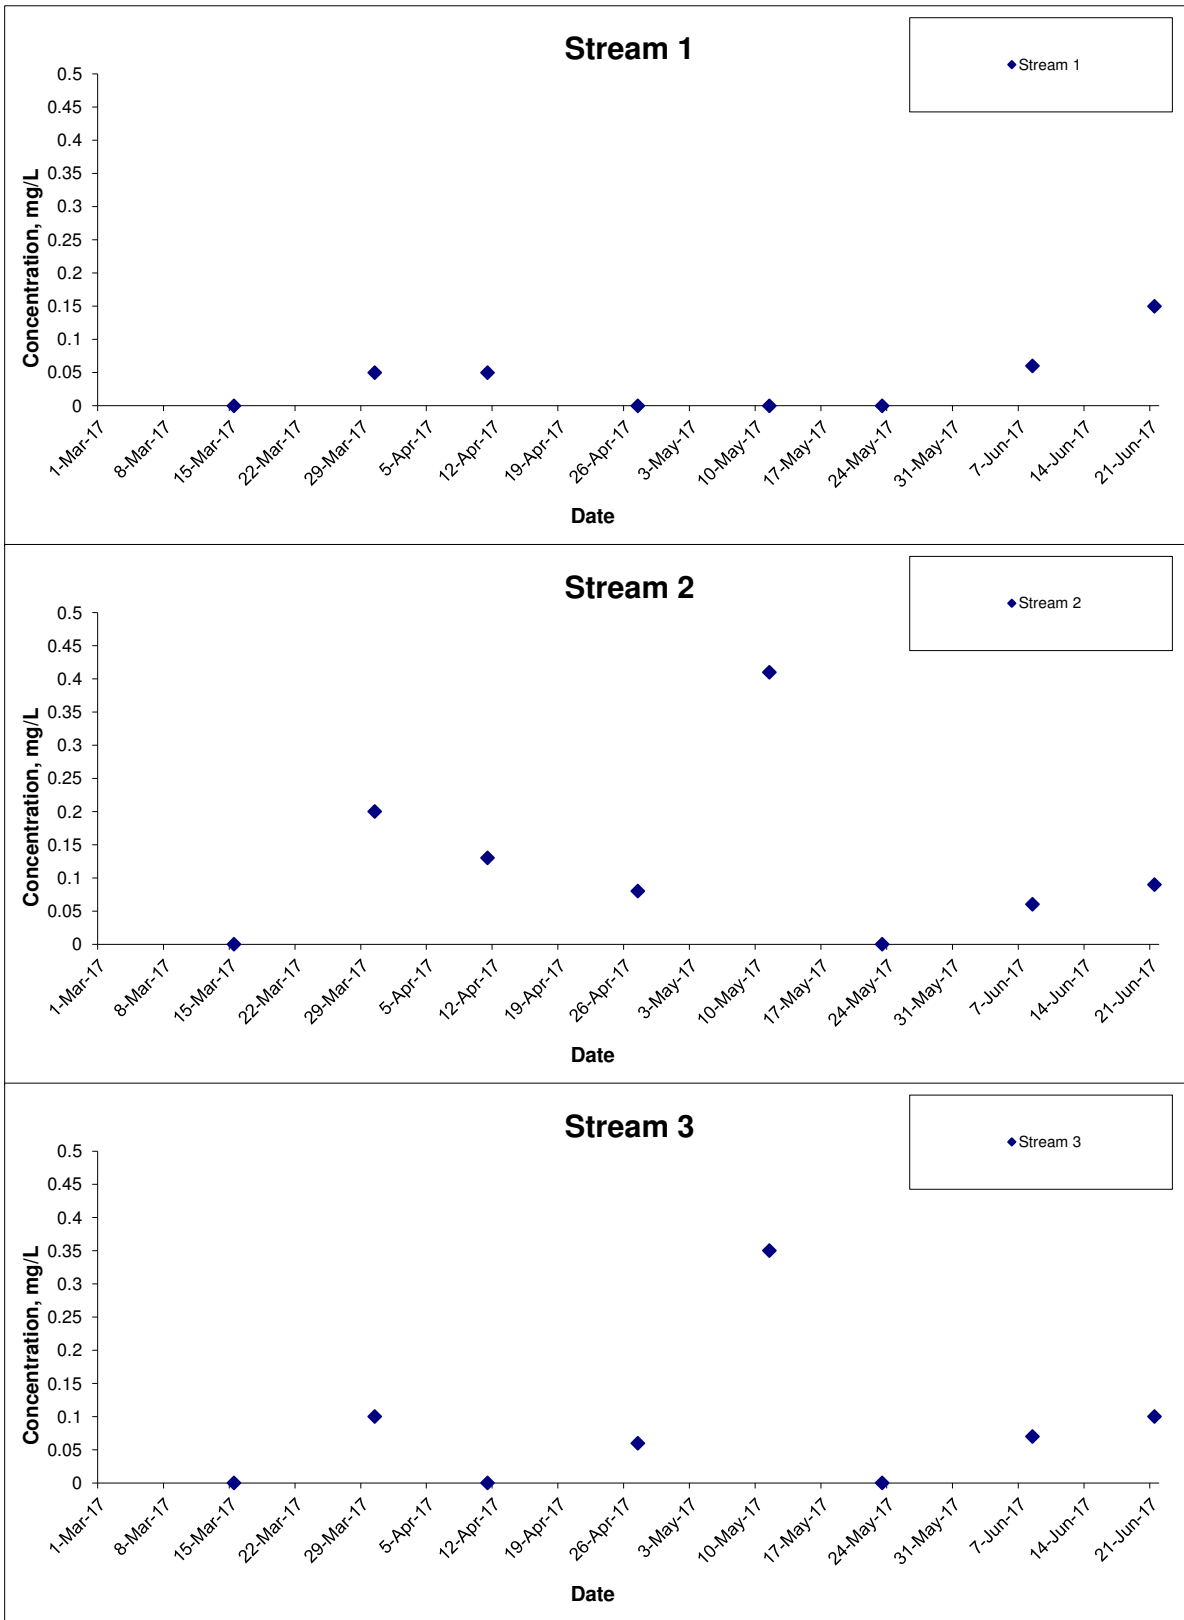 Stream 1
Stream 1
Concentration, mg/L
0.5
0.45
0.4
0.35
0.3
0.25
0.2
0.15
0.1
0.05
0
1-Mar-17
8-Mar-17
15-Mar-17
22-Mar-17
29-Mar-17
5-Apr-17
12-Apr-17
19-Apr-17
26-Apr-17
3-May-17
10-May-17
17-May-17
24-May-17
31-May-17
7-Jun-17
14-Jun-17
21-Jun-17
Date
Stream 2
Stream 2
Concentration, mg/L
0.5
0.45
0.4
0.35
0.3
0.25
0.2
0.15
0.1
0.05
0
1-Mar-17
8-Mar-17
15-Mar-17
22-Mar-17
29-Mar-17
5-Apr-17
12-Apr-17
19-Apr-17
26-Apr-17
3-May-17
10-May-17
17-May-17
24-May-17
31-May-17
7-Jun-17
14-Jun-17
21-Jun-17
Date
Stream 3
Stream 3
Concentration, mg/L
0.5
0.45
0.4
0.35
0.3
0.25
0.2
0.15
0.1
0.05
0
1-Mar-17
8-Mar-17
15-Mar-17
22-Mar-17
29-Mar-17
5-Apr-17
12-Apr-17
19-Apr-17
26-Apr-17
3-May-17
10-May-17
17-May-17
24-May-17
31-May-17
7-Jun-17
14-Jun-17
21-Jun-17
Date